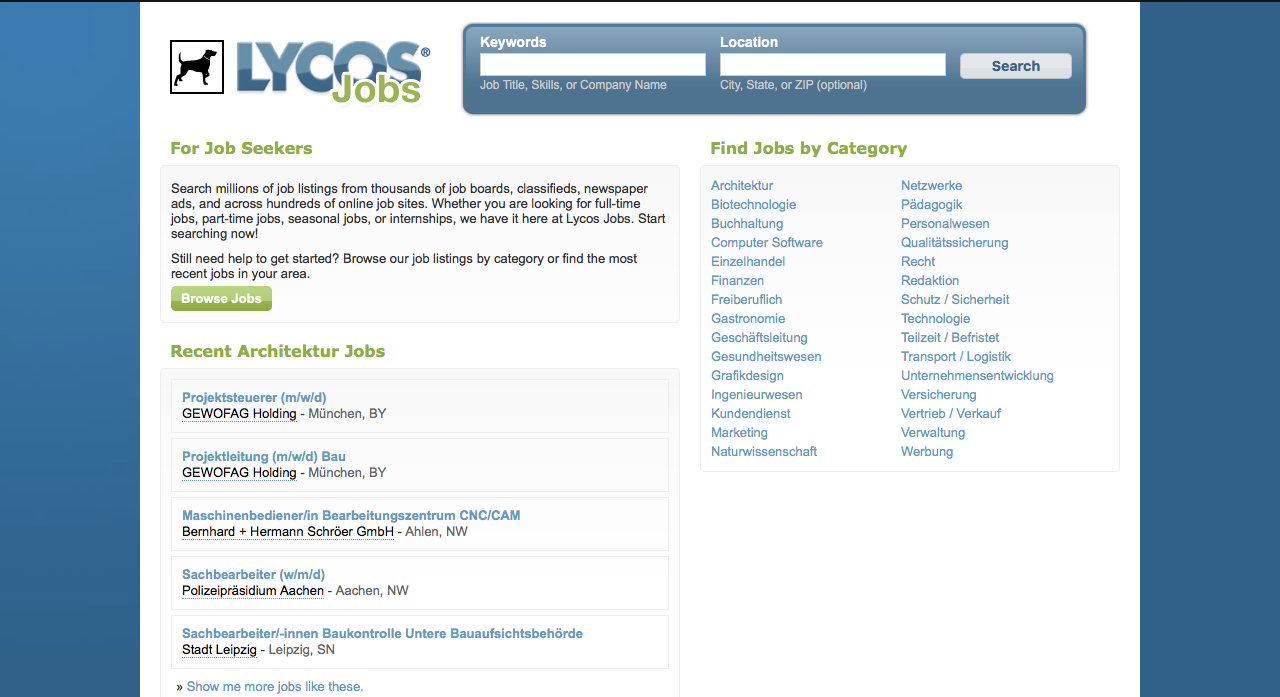 LYCOS®
Jobs
Keywords
Location
Search
Job Title, Skills, or Company Name
City, State, or ZIP (optional)
For Job Seekers
Search millions of job listings from thousands of job boards, classifieds, newspaper
ads, and across hundreds of online job sites. Whether you are looking for full-time
jobs, part-time jobs, seasonal jobs, or internships, we have it here at Lycos Jobs. Start
searching now!
Still need help to get started? Browse our job listings by category or find the most
recent jobs in your area.
Browse Jobs
Recent Architektur Jobs
Projektsteuerer (m/w/d)
GEWOFAG Holding - München, BY
Projektleitung (m/w/d) Bau
GEWOFAG Holding - München, BY
Maschinenbediener/in Bearbeitungszentrum CNC/CAM
Bernhard + Hermann Schröer GmbH - Ahlen, NW
Sachbearbeiter (w/m/d)
Polizeipräsidium Aachen - Aachen, NW
Sachbearbeiter/-innen Baukontrolle Untere Bauaufsichtsbehörde
Stadt Leipzig - Leipzig, SN
» Show me more jobs like these.
Find Jobs by Category
Architektur
Biotechnologie
Buchhaltung
Computer Software
Einzelhandel
Finanzen
Freiberuflich
Gastronomie
Geschäftsleitung
Gesundheitswesen
Grafikdesign
Ingenieurwesen
Kundendienst
Marketing
Naturwissenschaft
Netzwerke
Pädagogik
Personalwesen
Qualitätssicherung
Recht
Redaktion
Schutz / Sicherheit
Technologie
Teilzeit / Befristet
Transport / Logistik
Unternehmensentwicklung
Versicherung
Vertrieb / Verkauf
Verwaltung
Werbung